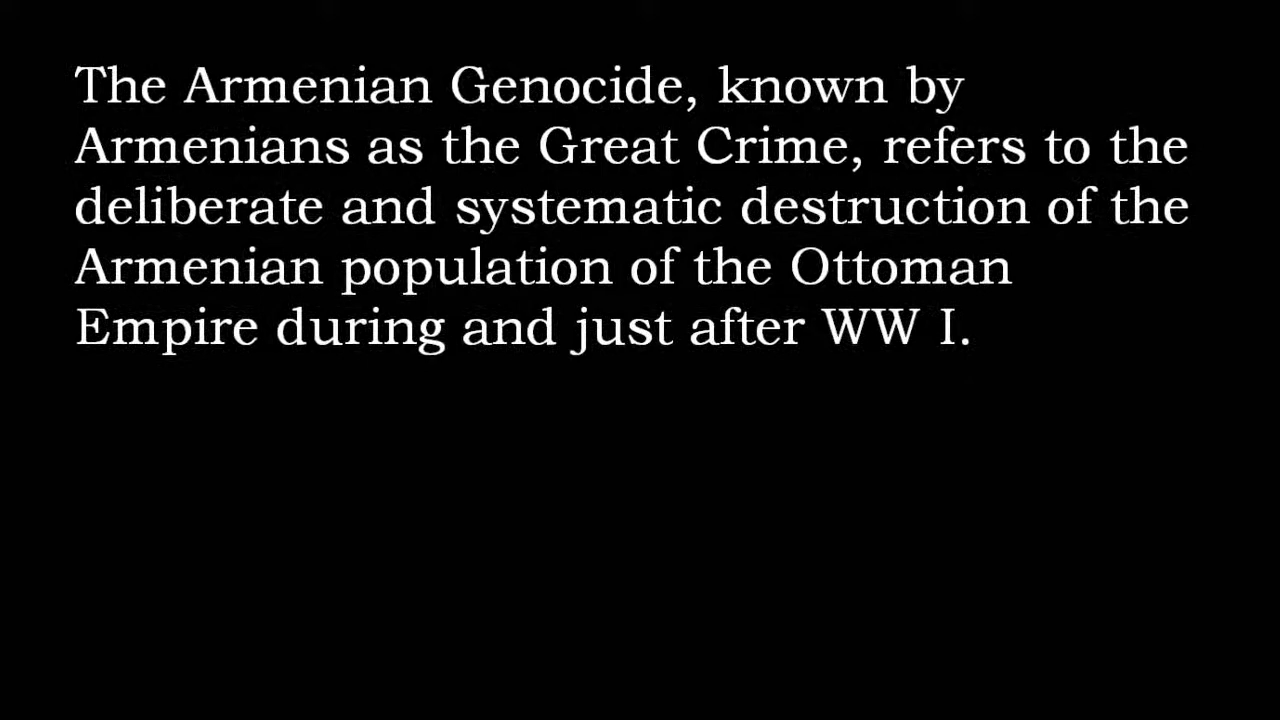 The Armenian Genocide, known by
Armenians as the Great Crime, refers to the
deliberate and systematic destruction of the
Armenian population of the Ottoman
Empire during and just after WW I.